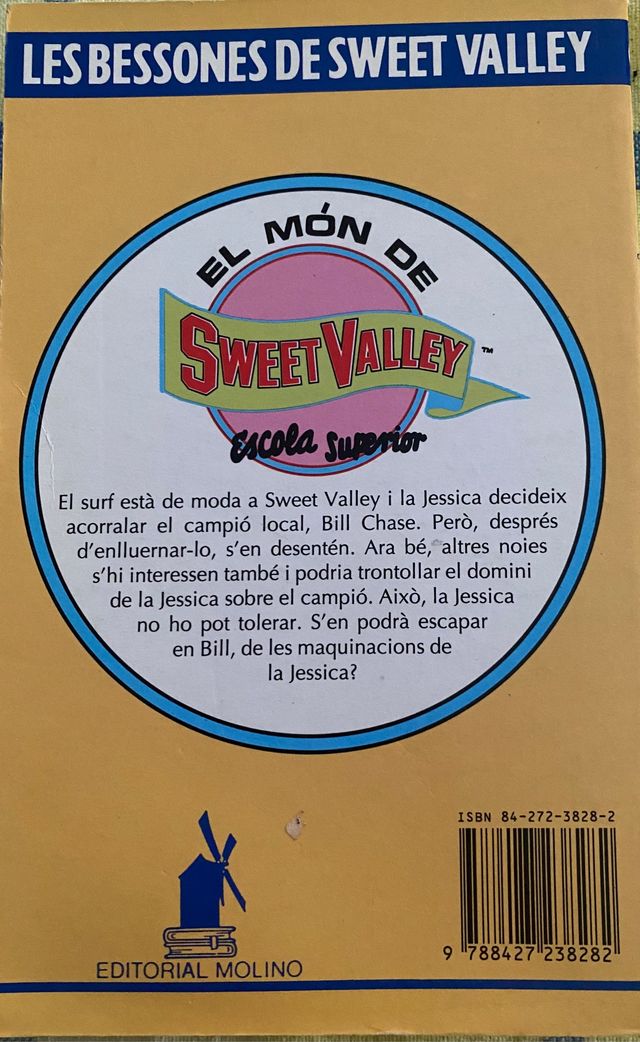 LES BESSONES DE SWEET VALLEY
EL MÓN DE
SWEET VALLEY™
Escola Superior
El surf està de moda a Sweet Valley i la Jessica decideix
acorralar el campió local, Bill Chase. Però, després
d'enlluernar-lo, s'en desentén. Ara bé, altres noies
s'hi interessen també i podria trontollar el domini
de la Jessica sobre el campió. Això, la Jessica
no ho pot tolerar. S'en podrà escapar
en Bill, de les maquinacions de
la Jessica?
ISBN 84-272-3828-2
9 788427 238282
EDITORIAL MOLINO